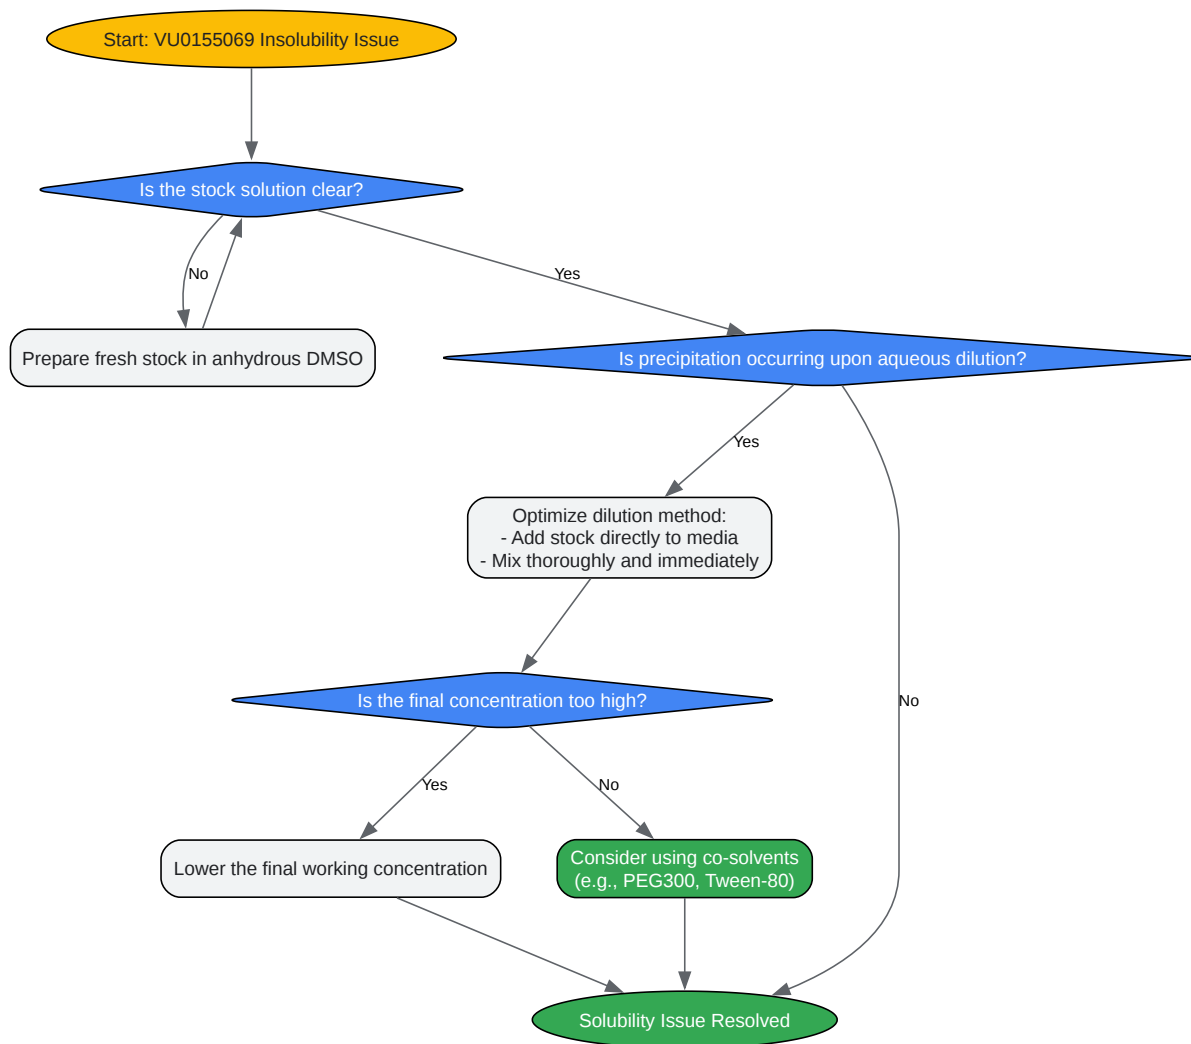 Start: VU0155069 Insolubility Issue
Is the stock solution clear?
No
Yes
Prepare fresh stock in anhydrous DMSO
Is precipitation occurring upon aqueous dilution?
Yes
Optimize dilution method:
- Add stock directly to media
- Mix thoroughly and immediately
Is the final concentration too high?
No
Yes
No
Lower the final working concentration
Consider using co-solvents
(e.g., PEG300, Tween-80)
Solubility Issue Resolved